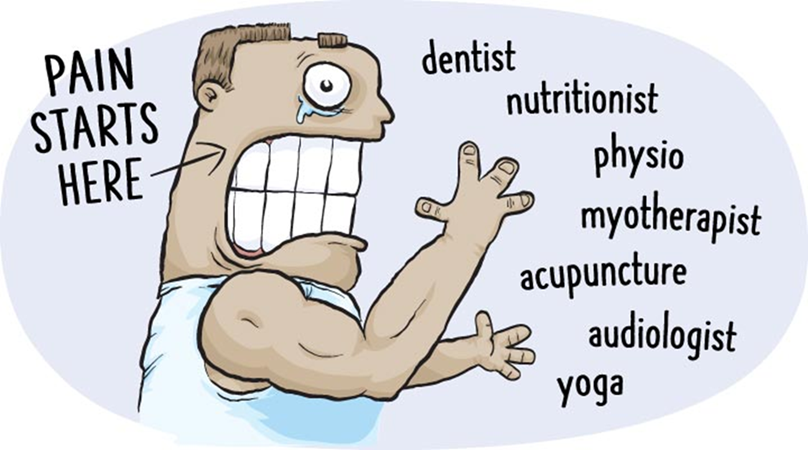 PAIN
STARTS
HERE
dentist
nutritionist
physio
myotherapist
acupuncture
audiologist
yoga